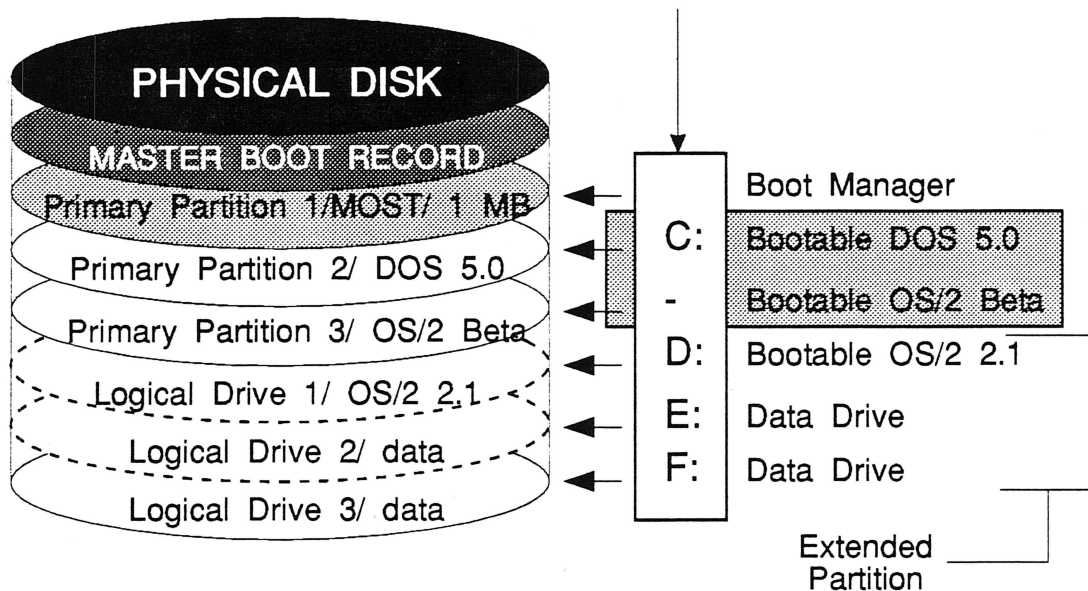 PHYSICAL DISK
MASTER BOOT RECORD
Primary Partition 1/MOST/ 1 MB
Primary Partition 2/ DOS 5.0
Primary Partition 3/ OS/2 Beta
Logical Drive 1/ OS/2 2.1
Logical Drive 2/ data
Logical Drive 3/ data
Boot Manager
C: Bootable DOS 5.0
- Bootable OS/2 Beta
D: Bootable OS/2 2.1
E: Data Drive
F: Data Drive
Extended
Partition